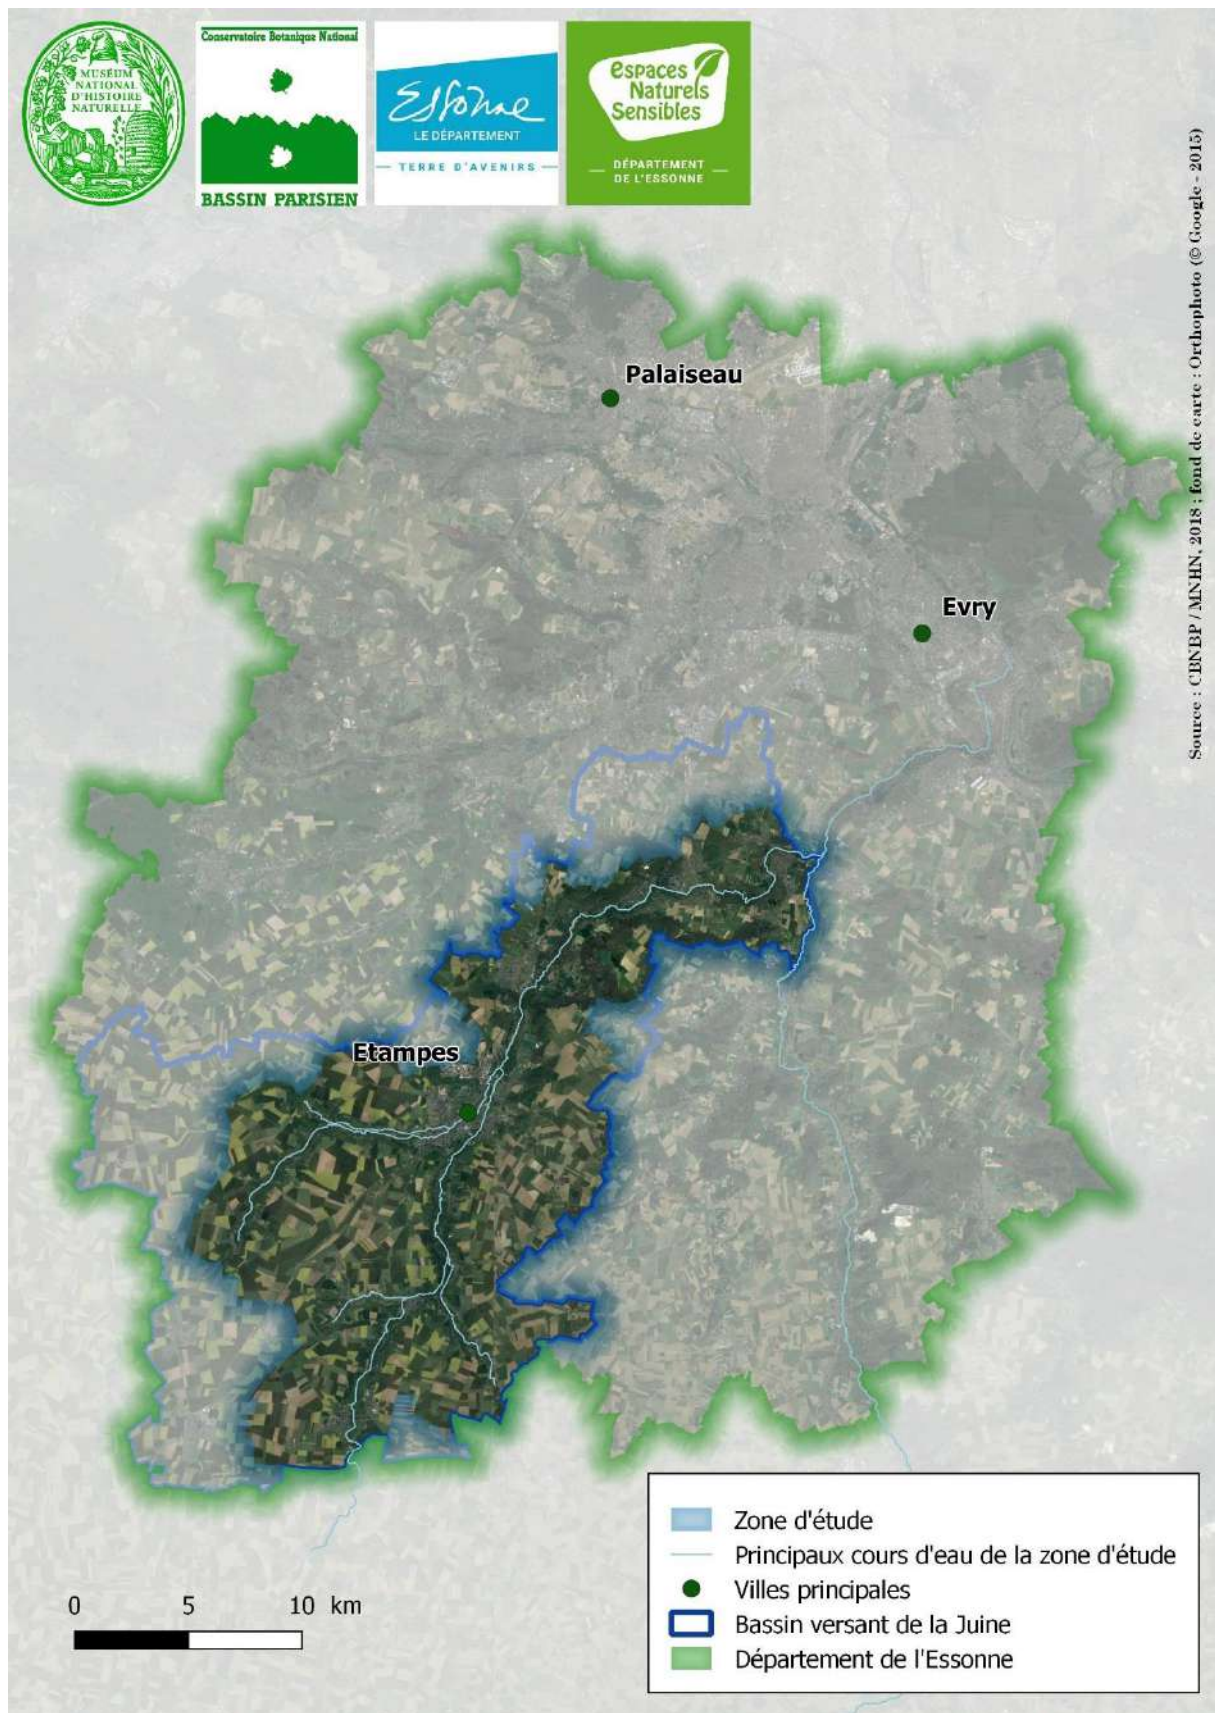 MUSÉUM
NATIONAL
D'HISTOIRE
NATURELLE
Conservatoire Botanique National
BASSIN PARISIEN
Essonne
LE DÉPARTEMENT
TERRE D'AVENIRS
espaces
Naturels
Sensibles
DÉPARTEMENT
DE L'ESSONNE
Source : CBNBP / MNHN, 2018 ; fond de carte : Orthophoto (© Google - 2015)
Palaiseau
Evry
Etampes
0 5 10 km
Zone d'étude
Principaux cours d'eau de la zone d'étude
Villes principales
Bassin versant de la Juine
Département de l'Essonne